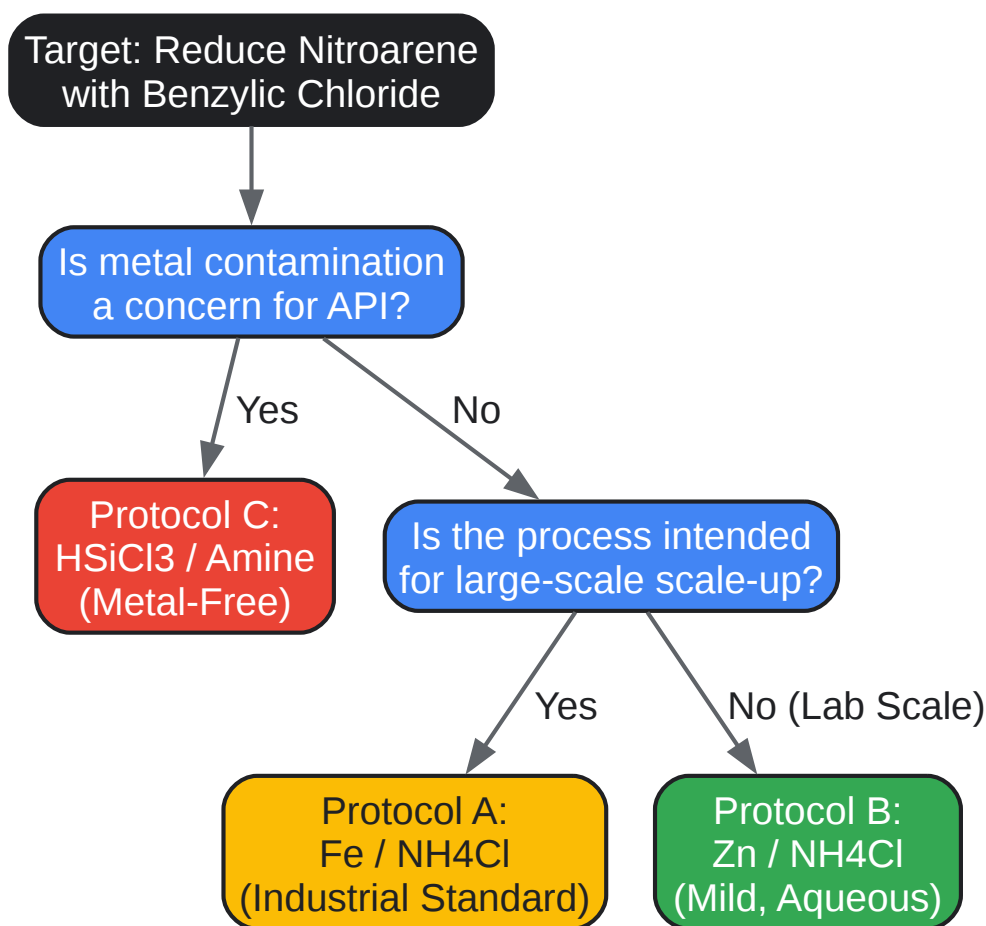 Target: Reduce Nitroarene
with Benzylic Chloride
Is metal contamination
a concern for API?
Yes
No
Protocol C:
HSiCl3 / Amine
(Metal-Free)
Is the process intended
for large-scale scale-up?
Yes
No (Lab Scale)
Protocol A:
Fe / NH4Cl
(Industrial Standard)
Protocol B:
Zn / NH4Cl
(Mild, Aqueous)